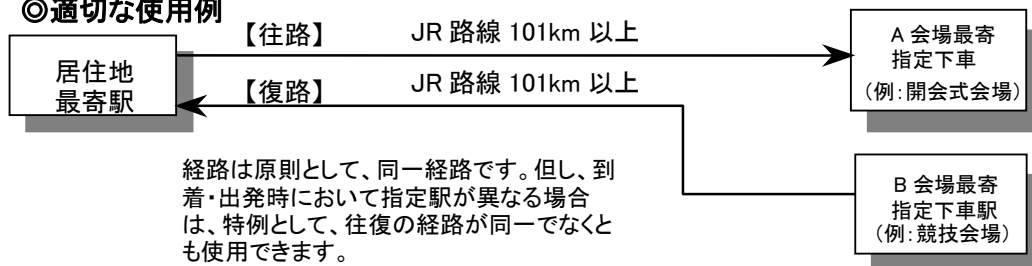 ◎適切な使用例
【往路】 JR 路線 101km 以上
居住地
最寄駅
A 会場最寄
指定下車
(例:開会式会場)
【復路】 JR 路線 101km 以上
経路は原則として、同一経路です。但し、到
着・出発時において指定駅が異なる場合
は、特例として、往復の経路が同一でなくと
も使用できます。
B 会場最寄
指定下車駅
(例:競技会場)